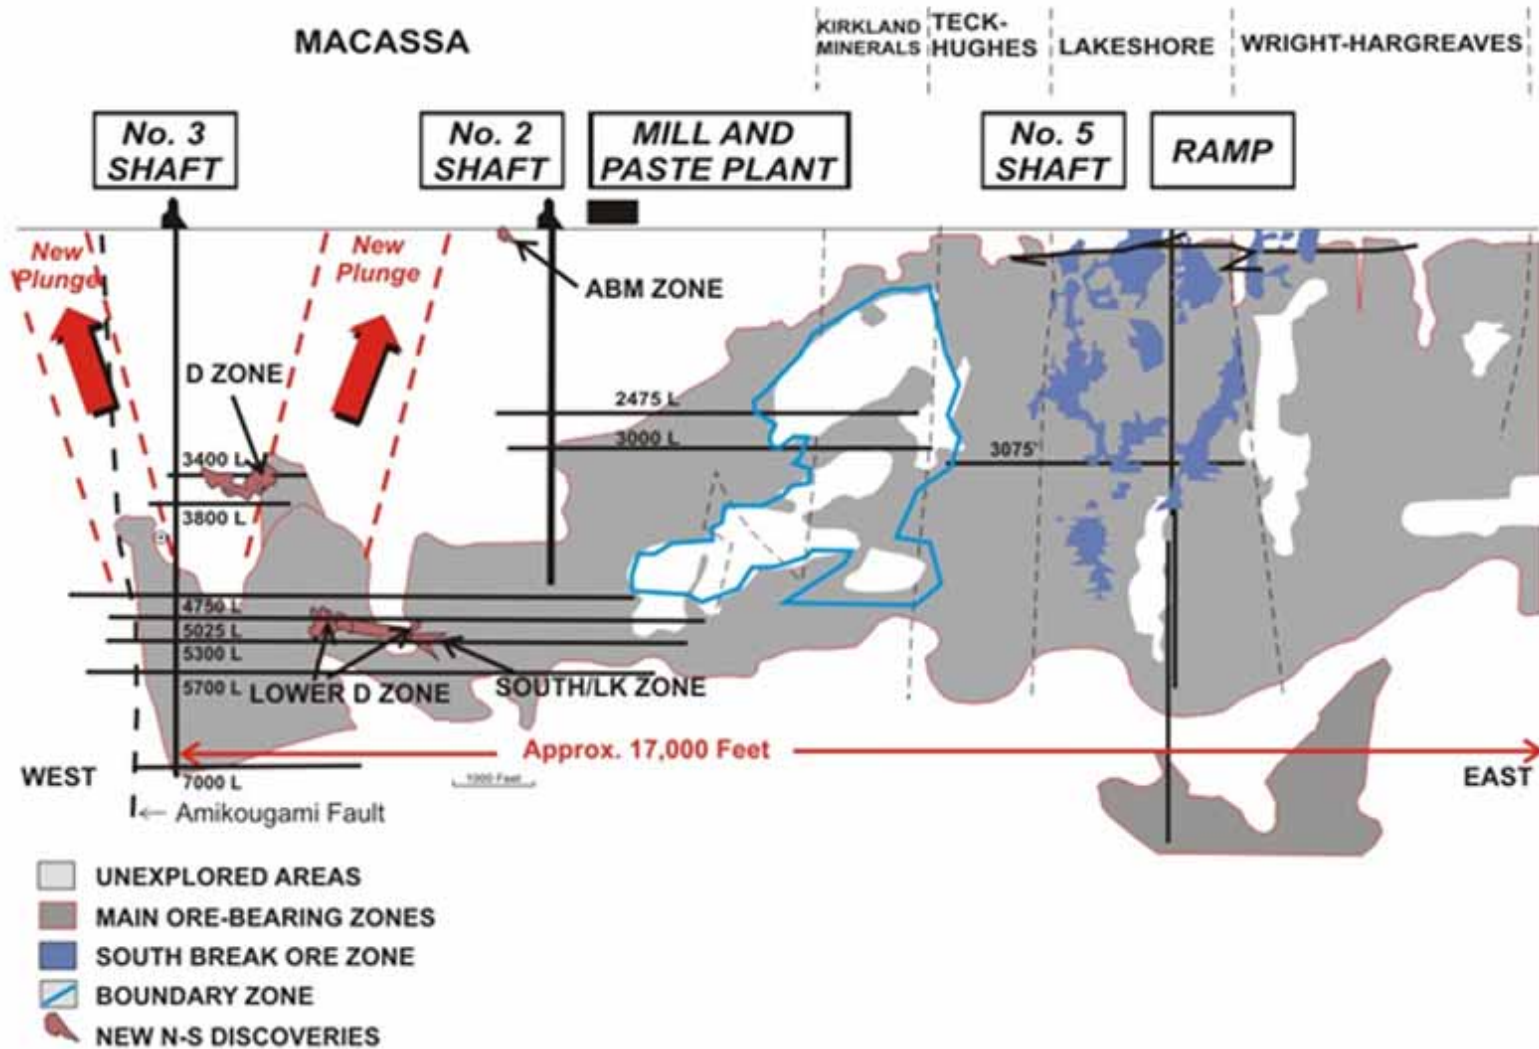 MACASSA
KIRKLAND
MINERALS
TECK-
HUGHES
LAKESHORE
WRIGHT-HARGREAVES
No. 3
SHAFT
No. 2
SHAFT
MILL AND
PASTE PLANT
No. 5
SHAFT
RAMP
New
Plunge
New
Plunge
ABM ZONE
D ZONE
2475 L
3000 L
3075'
3400 L
3800 L
4750 L
5025 L
5300 L
5700 L
LOWER D ZONE
SOUTH/LK ZONE
Approx. 17,000 Feet
WEST
7000 L
1000 Feet
EAST
← Amikougami Fault
UNEXPLORED AREAS
MAIN ORE-BEARING ZONES
SOUTH BREAK ORE ZONE
BOUNDARY ZONE
NEW N-S DISCOVERIES